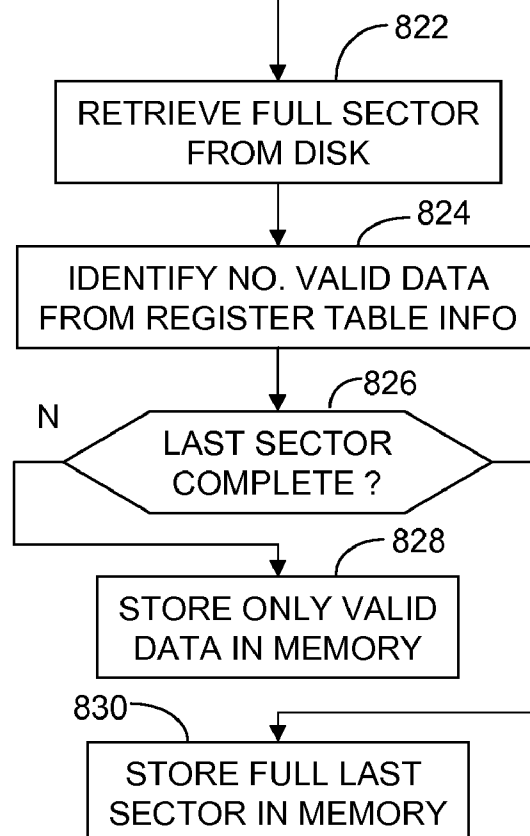 822
RETRIEVE FULL SECTOR
FROM DISK
824
IDENTIFY NO. VALID DATA
FROM REGISTER TABLE INFO
826
N
LAST SECTOR
COMPLETE ?
828
STORE ONLY VALID
DATA IN MEMORY
830
STORE FULL LAST
SECTOR IN MEMORY